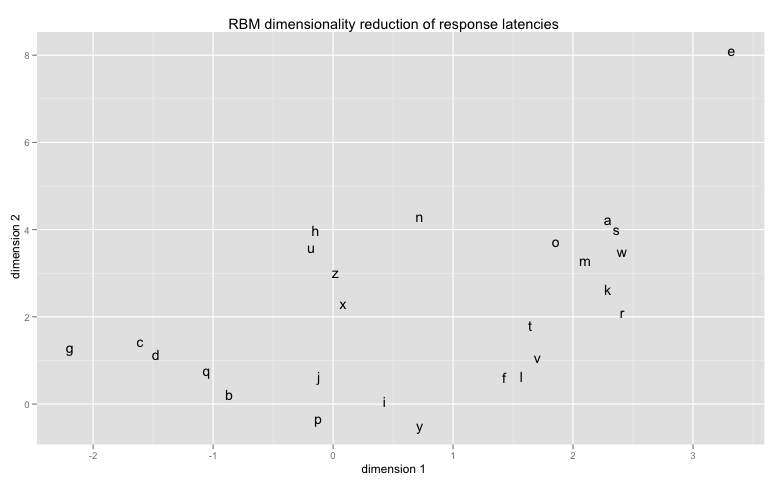 RBM dimensionality reduction of response latencies
8
6
4
2
0
dimension 2
e
n
a
s
h
o
u
w
m
z
k
x
r
t
c
g
d
v
q
j
f
l
b
i
p
y
-2 -1 0 1 2 3
dimension 1